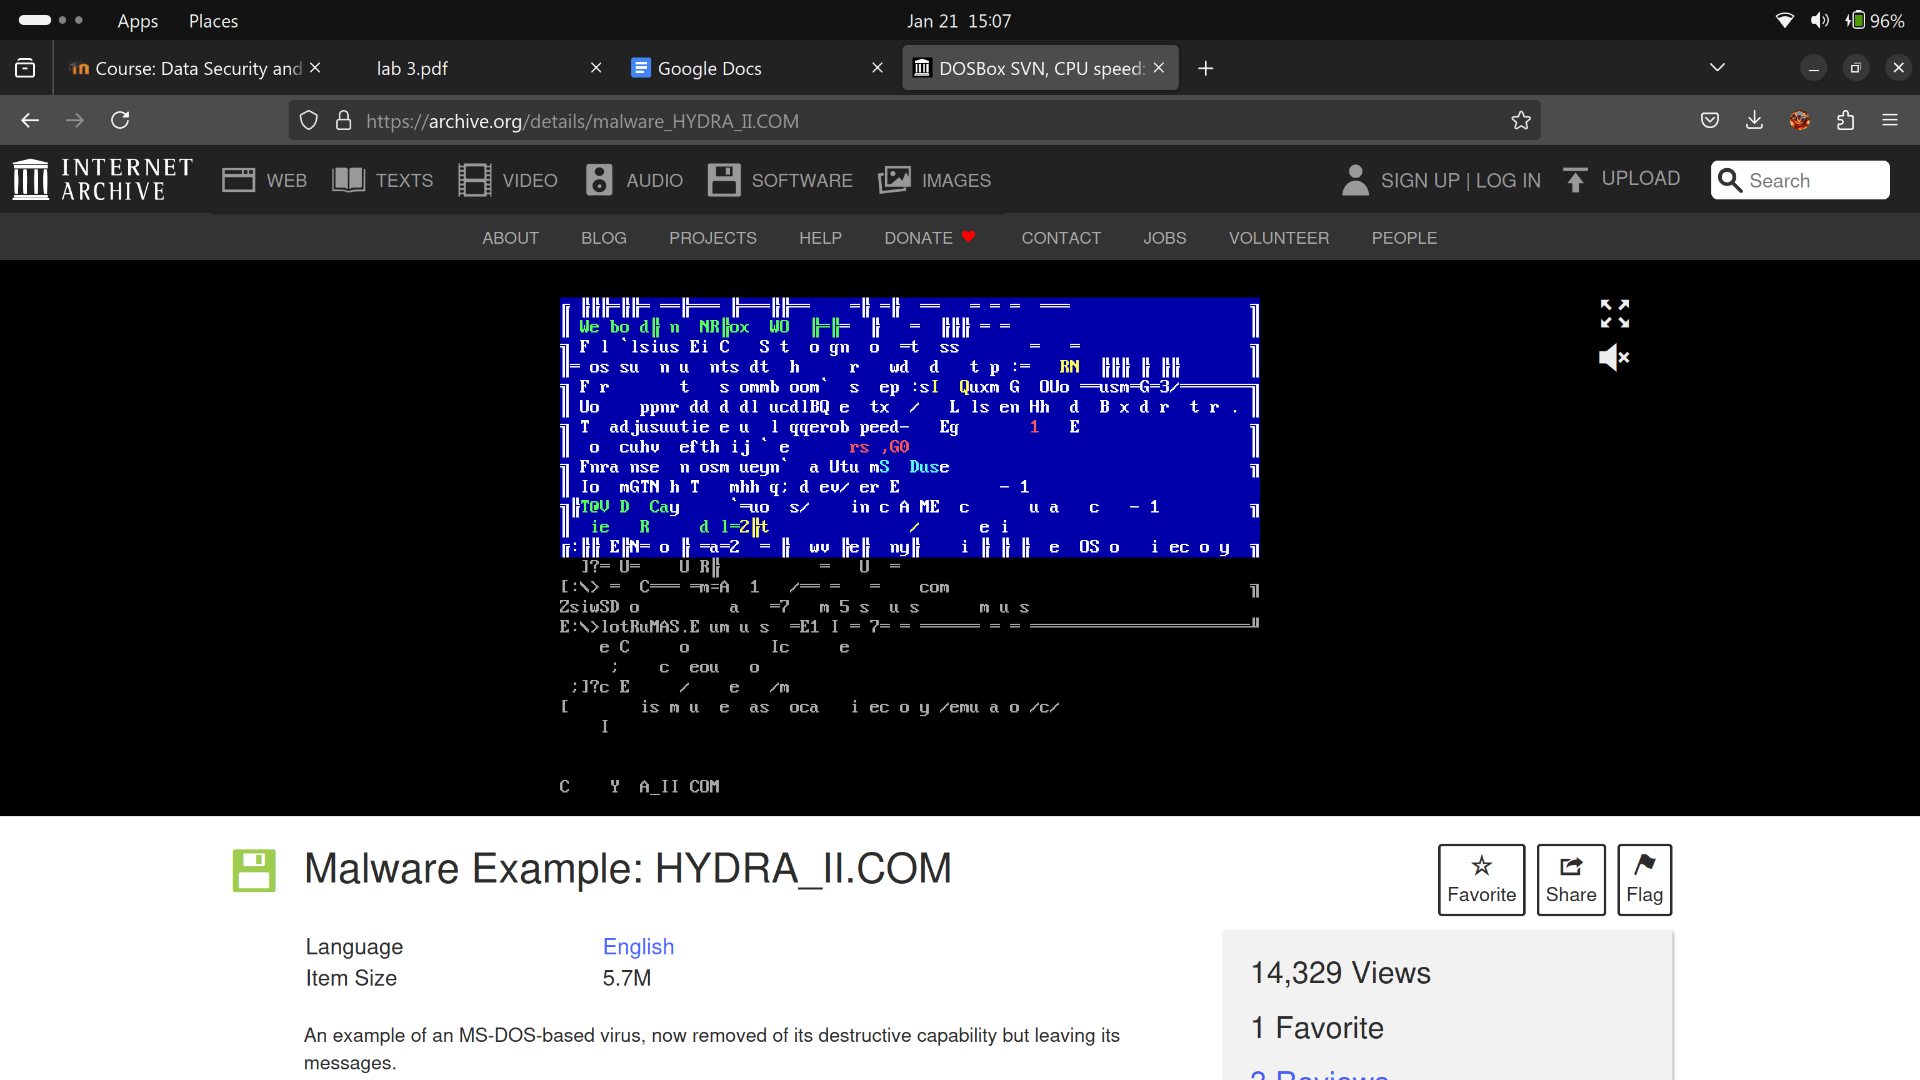 Apps Places Jan 21 15:07 96%
Course: Data Security and lab 3.pdf Google Docs DOSBox SVN, CPU speed:
https://archive.org/details/malware_HYDRA_II.COM
INTERNET ARCHIVE WEB TEXTS VIDEO AUDIO SOFTWARE IMAGES SIGN UP | LOG IN UPLOAD Search
ABOUT BLOG PROJECTS HELP DONATE CONTACT JOBS VOLUNTEER PEOPLE
We bo d n NR ox WO
F l `lsius Ei C S t o gn o =t ss = =
os su n u nts dt h r wd d t p := RN
F r t s ommb oom` s ep :sI Quxm G OUo ==usm=G=3/
Uo ppnr dd d dl ucdlBQ e tx / L ls en Hh d B x d r t r .
T adjusuutie e u l qqerob peed- Eg 1 E
o cuhv efth ij ` e rs ,G0
Fnra nse n osm ueyn` a Utu mS Duse
Io mGTN h T mhh q; d ev/ er E - 1
T@V D Cay `=uo s/ in c A ME c u a c - 1
ie R d l=2 t / e i
]?= U= U R = U =
[:\> = C=== =m=A 1 /== = = com
ZsiwSD o a =7 m 5 s u s m u s
E:\>lotRuMAS.E um u s =E1 I = 7= =
e C o Ic e
; c eou o
;]?c E / e /m
[ is m u e as oca i ec o y /emu a o /c/
I
C Y A_II COM
Malware Example: HYDRA_II.COM
Favorite Share Flag
Language English
Item Size 5.7M
14,329 Views
1 Favorite
An example of an MS-DOS-based virus, now removed of its destructive capability but leaving its
messages.